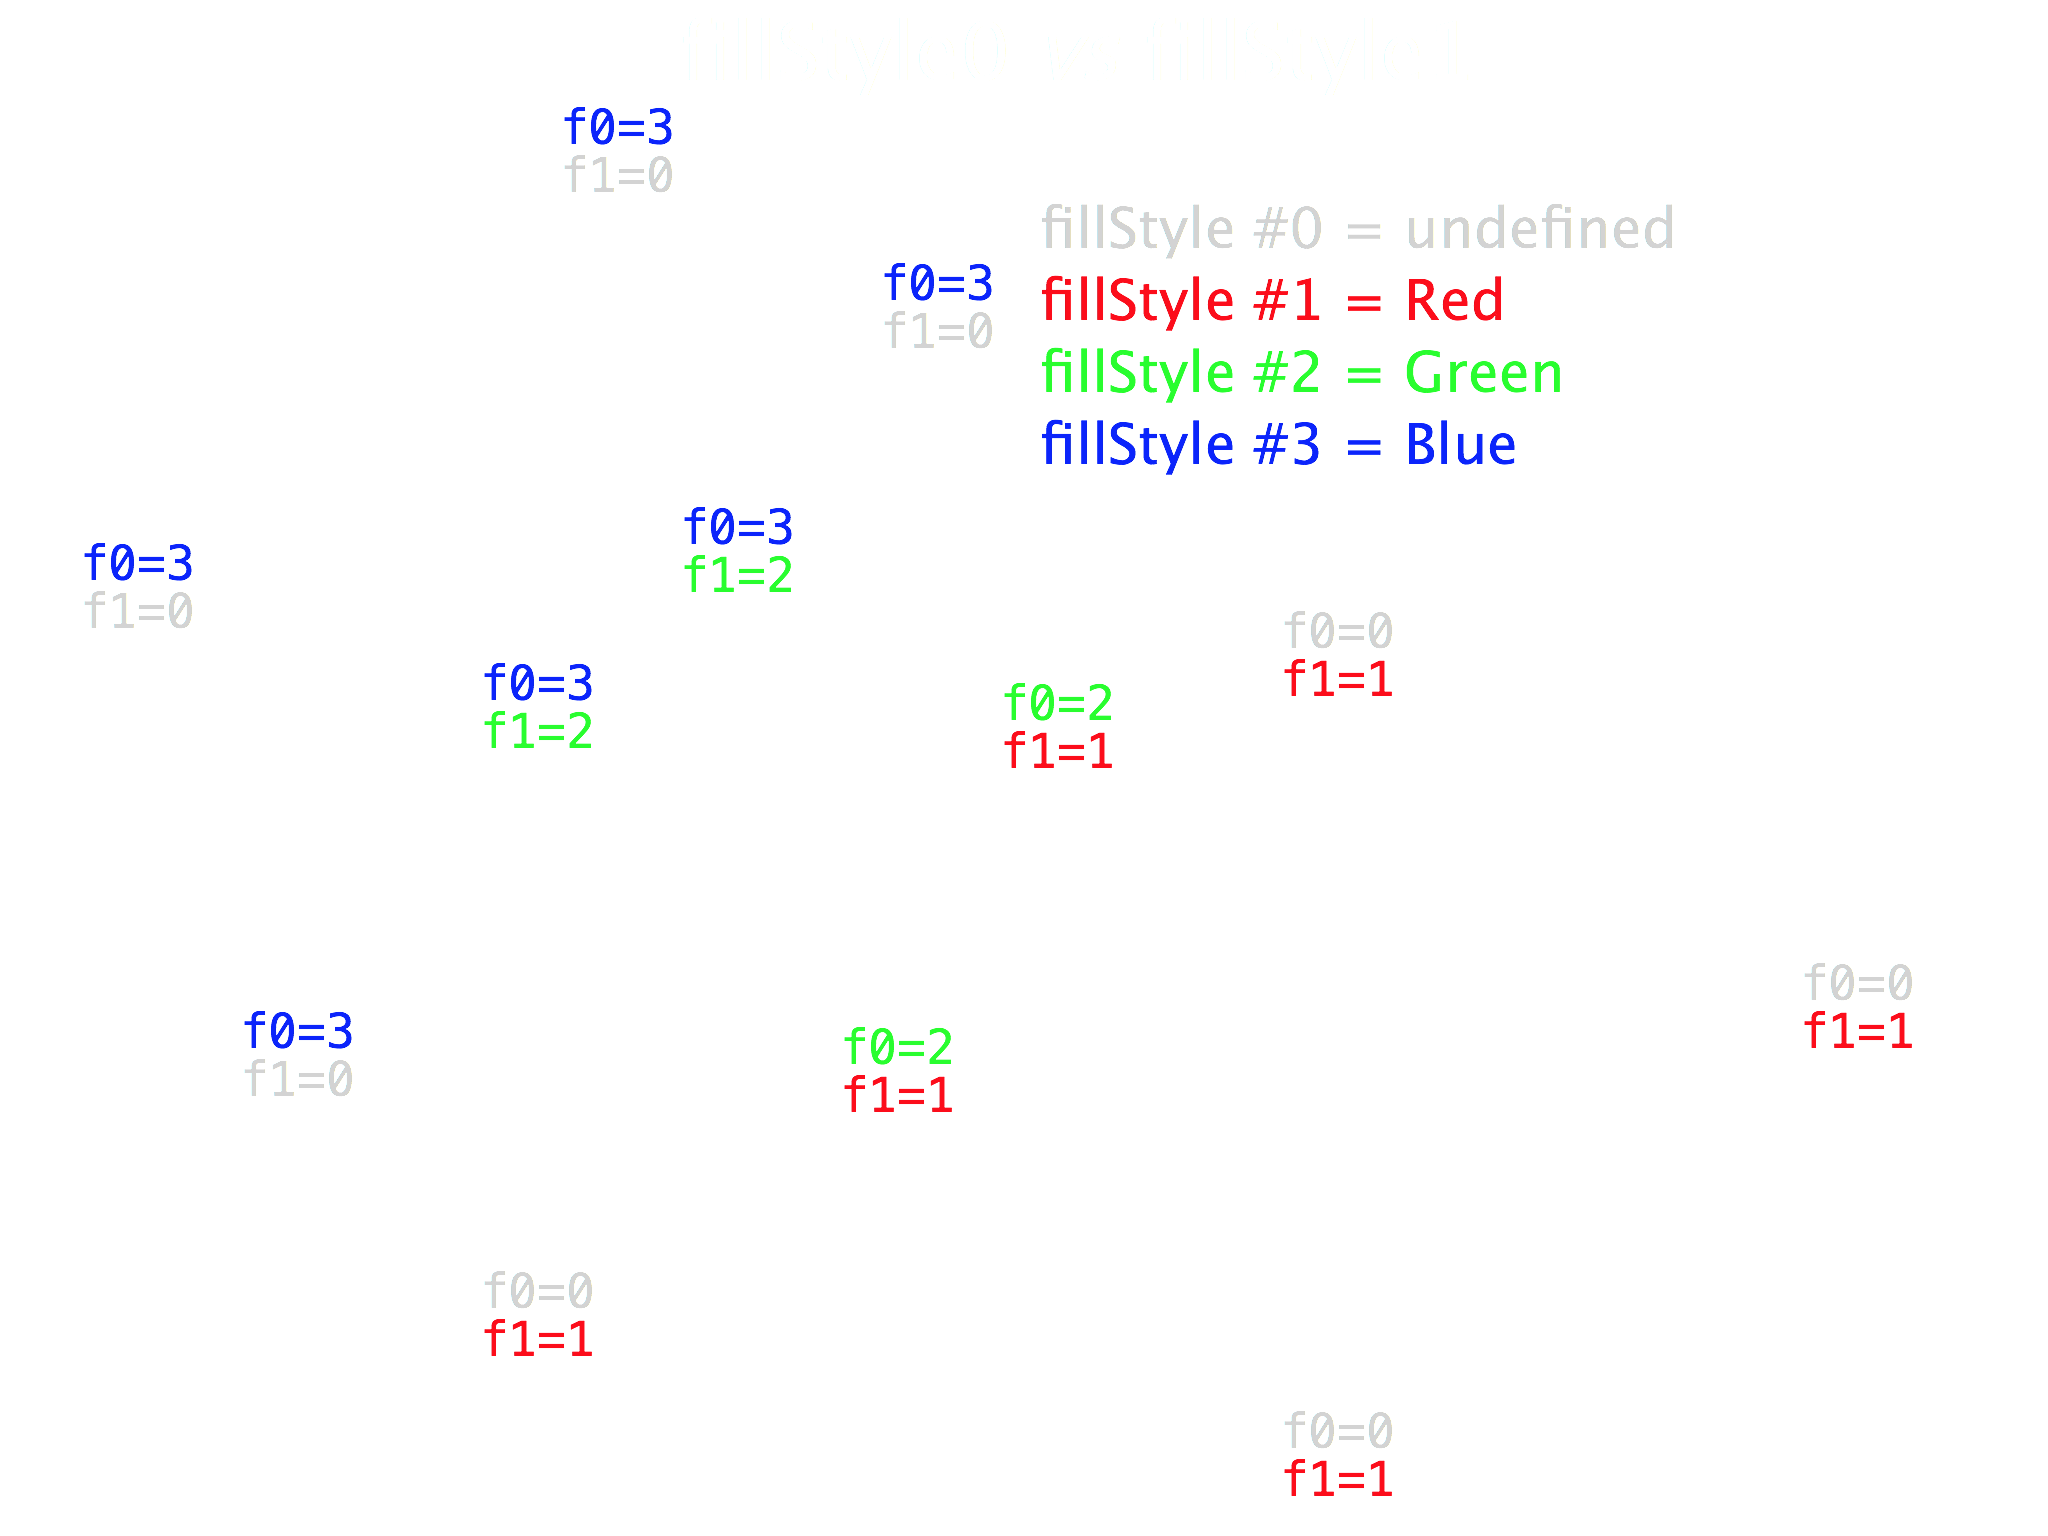 f0=3
f1=0
fillStyle #0 = undefined
fillStyle #1 = Red
fillStyle #2 = Green
fillStyle #3 = Blue
f0=3
f1=0
f0=3
f1=2
f0=3
f1=0
f0=0
f1=1
f0=3
f1=2
f0=2
f1=1
f0=0
f1=1
f0=3
f1=0
f0=2
f1=1
f0=0
f1=1
f0=0
f1=1